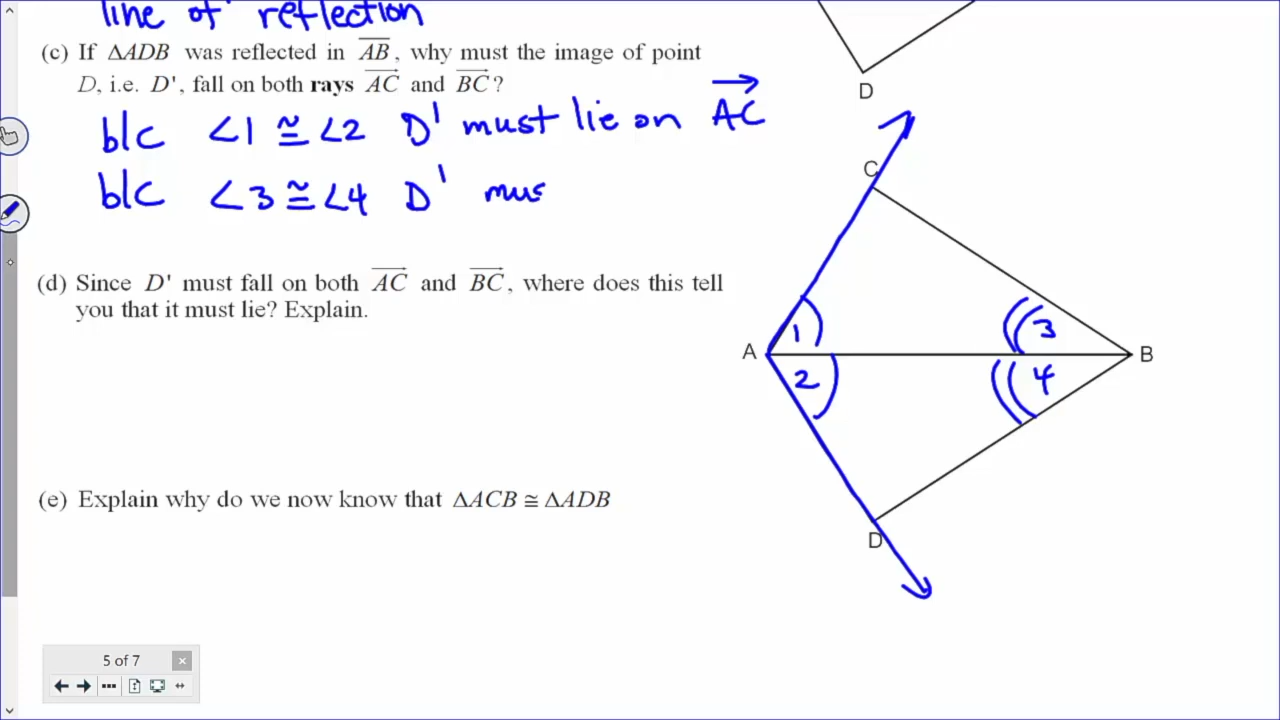 line of reflection
(c) If ΔADB was reflected in AB, why must the image of point
D, i.e. D', fall on both rays AC and BC?
b/c ∠1 ≅ ∠2 D' must lie on AC
b/c ∠3 ≅ ∠4 D' mus
(d) Since D' must fall on both AC and BC, where does this tell
you that it must lie? Explain.
(e) Explain why do we now know that ΔACB ≅ ΔADB
D
C
1
3
A
B
2
4
D
5 of 7